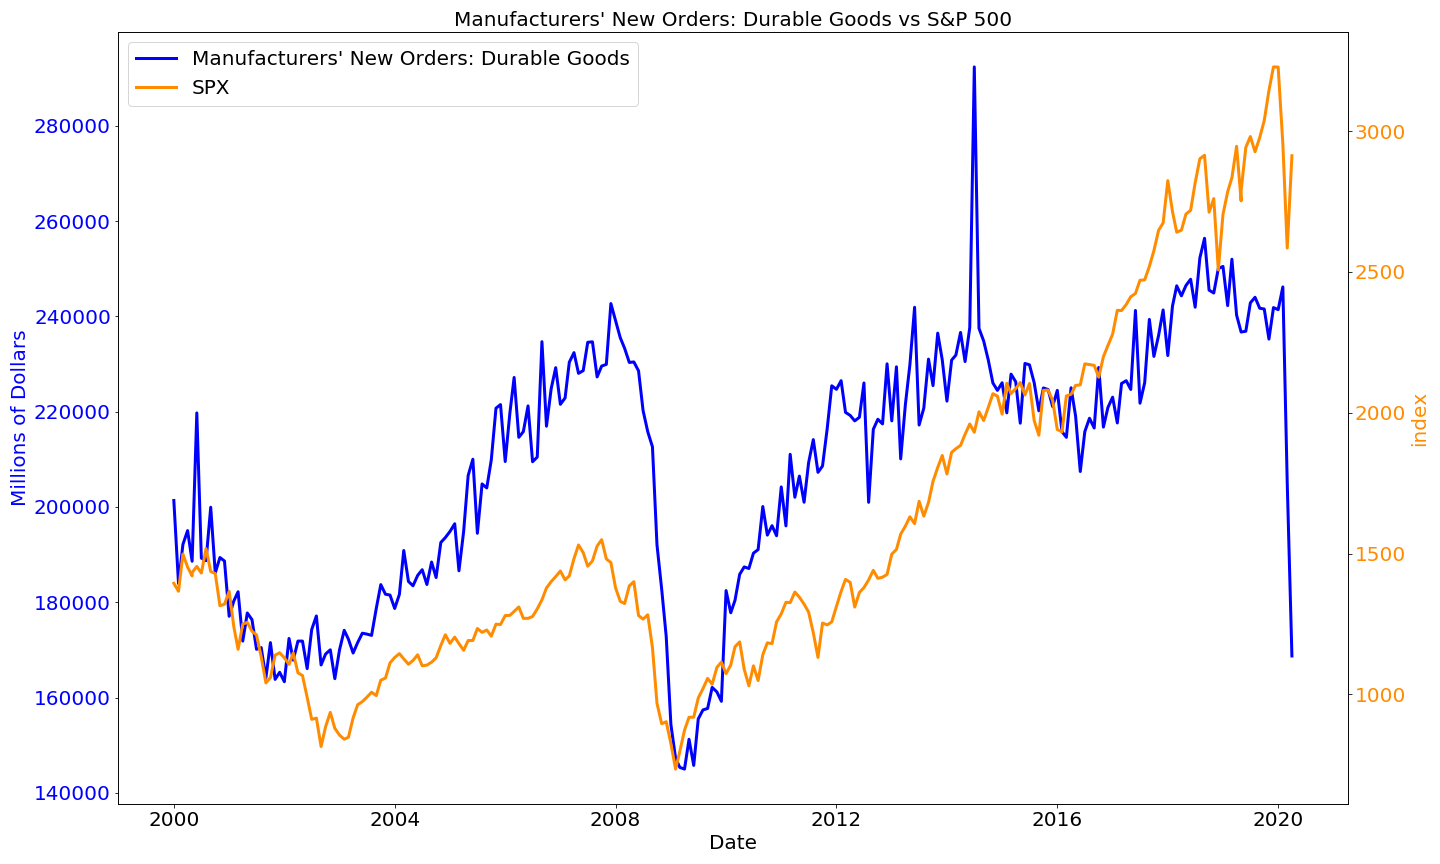 Manufacturers' New Orders: Durable Goods vs S&P 500
Manufacturers' New Orders: Durable Goods
SPX
280000
260000
240000
220000
200000
180000
160000
140000
Millions of Dollars
3000
2500
2000
1500
1000
index
2000 2004 2008 2012 2016 2020
Date